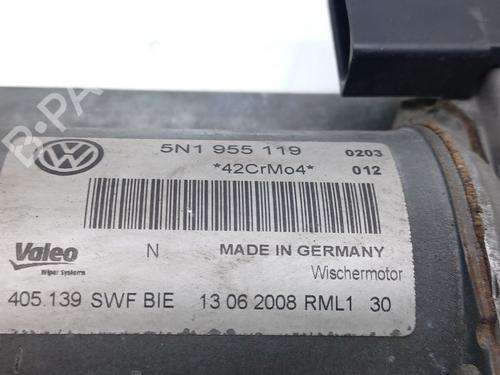 B-PA
5N1 955 119 0203
*42CrMo4* 012
Valeo N MADE IN GERMANY
Wiper Systems Wischermotor
405.139 SWF BIE 13 06 2008 RML1 30